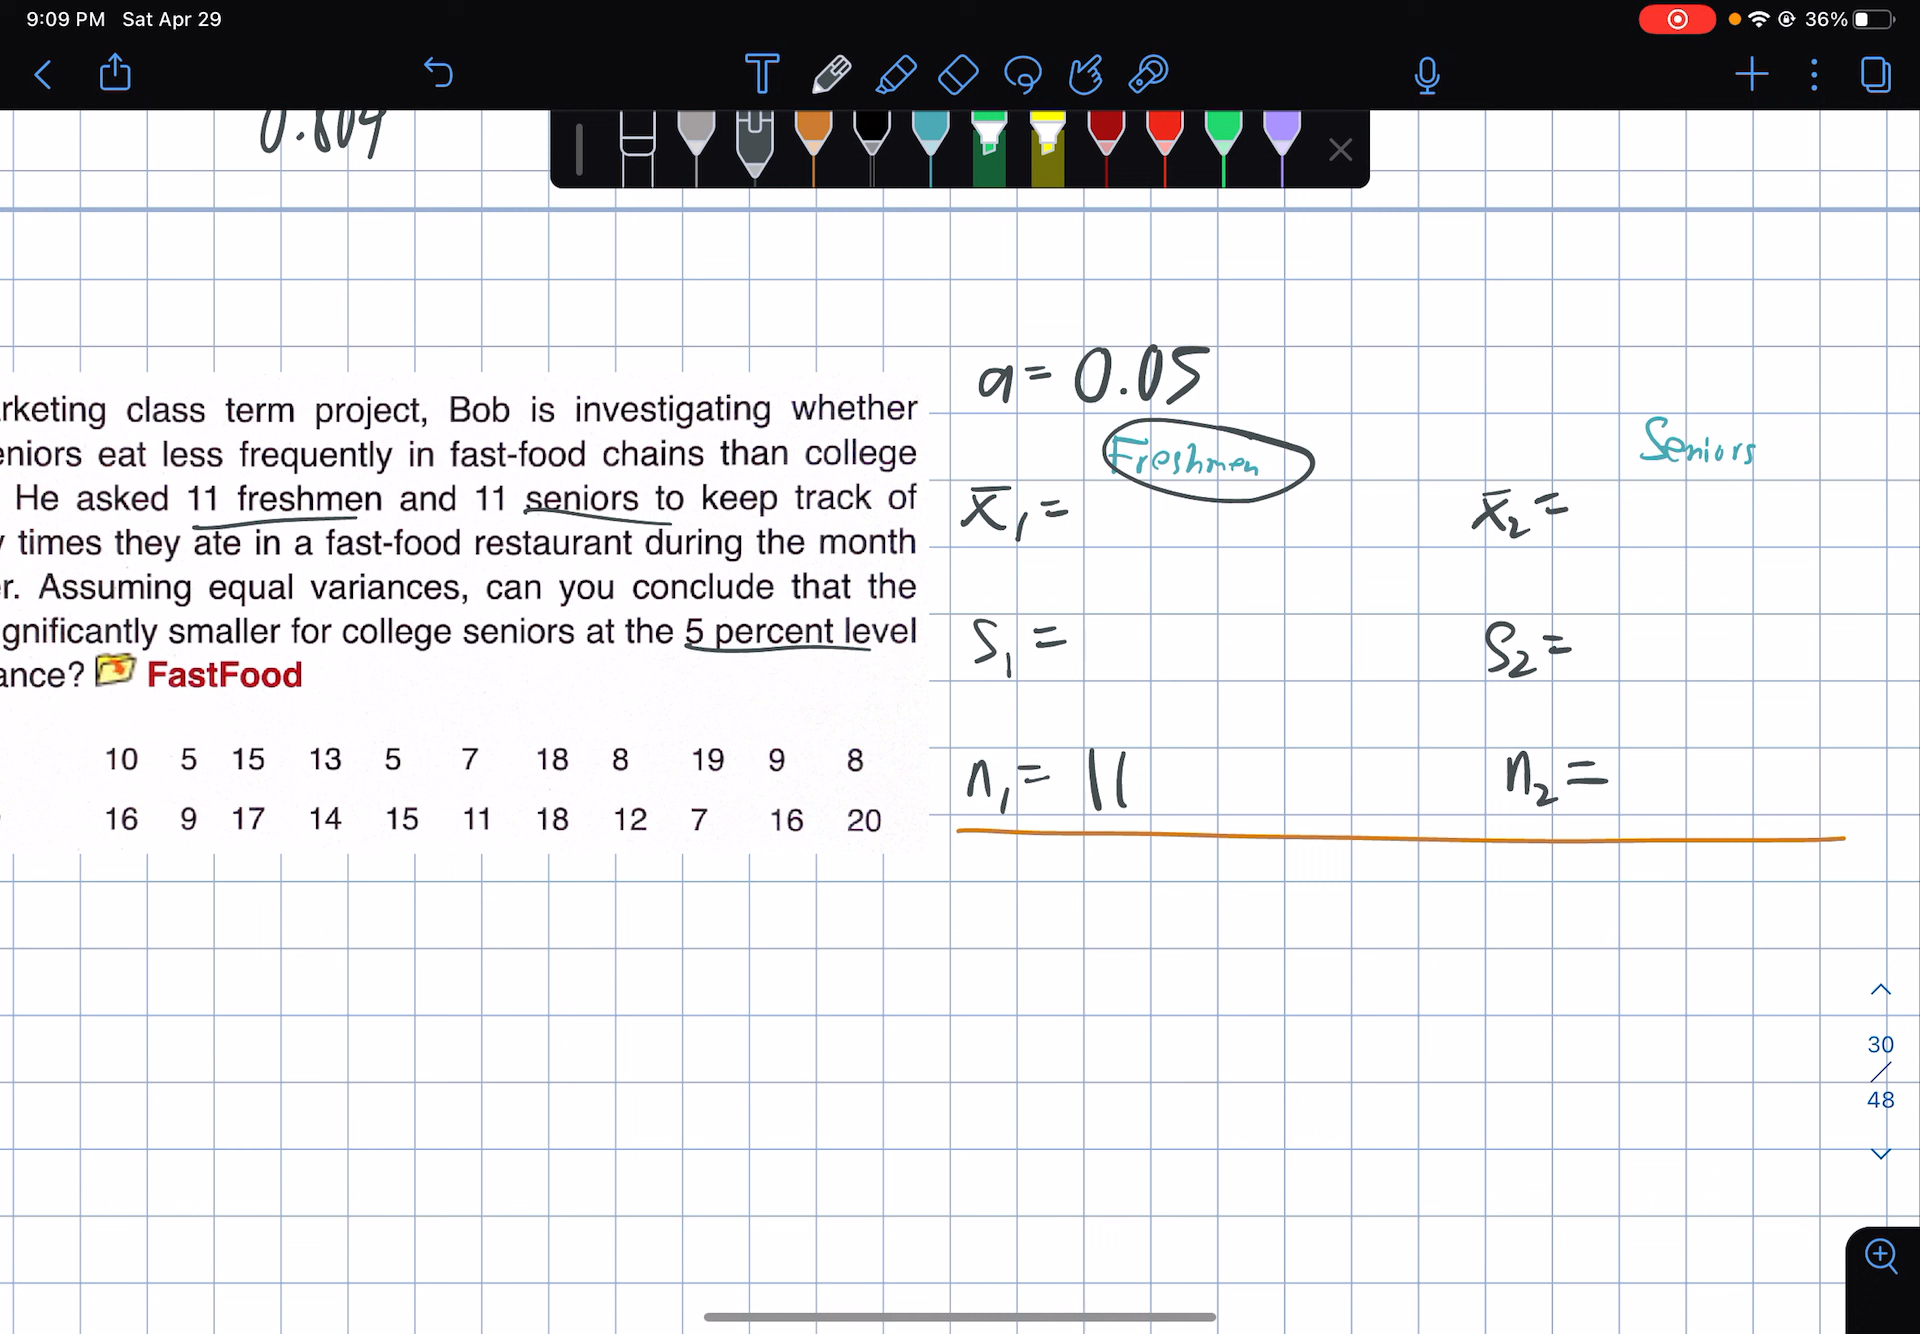 9:09 PM Sat Apr 29
36%
T
0.804
rketing class term project, Bob is investigating whether
eniors eat less frequently in fast-food chains than college
He asked 11 freshmen and 11 seniors to keep track of
y times they ate in a fast-food restaurant during the month
r. Assuming equal variances, can you conclude that the
gnificantly smaller for college seniors at the 5 percent level
ance? FastFood
10 5 15 13 5 7 18 8 19 9 8
16 9 17 14 15 11 18 12 7 16 20
a = 0.05
Freshmen Seniors
x̄₁ = x̄₂ =
S₁ = S₂ =
n₁ = 11 n₂ =
30
/
48